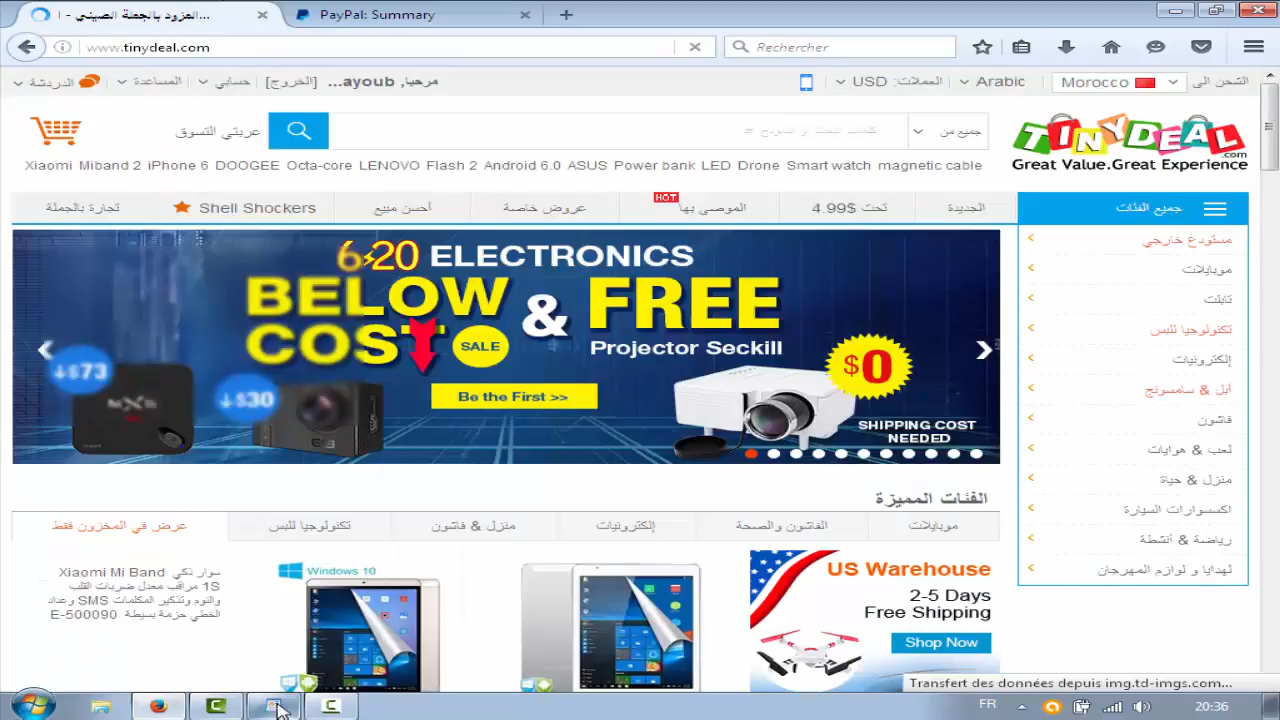 العزود بالجملة الصيني - ا...
PayPal: Summary
www.tinydeal.com
Rechercher
الشحن الى Morocco
Arabic
العملات: USD
مرحبا, ayoub...
[الخروج]
حسابي
المساعدة
الدردشة
TINYDEAL.com
Great Value.Great Experience
جميع من
عربتي التسوق
Xiaomi Miband 2 iPhone 6 DOOGEE Octa-core LENOVO Flash2 Android 6.0 ASUS Power bank LED Drone Smart watch magnetic cable
جميع الفئات
الجديدة
تحت $4.99
الموصى بها
HOT
عروض خاصة
أحسن مبيع
Shell Shockers
تجارة بالجملة
مستودع خارجي
موبايلات
تابلت
تكنولوجيا للبس
إلكترونيات
أبل & سامسونج
فاشون
لعب & هوايات
منزل & حياة
اكسسوارات السيارة
رياضة & أنشطة
لهدايا و لوازم المهرجان
6 20 ELECTRONICS
BELOW COST
SALE
& FREE
Projector Seckill
Be the First >>
$0
SHIPPING COST
NEEDED
↓$73
↓$30
MXE
الفئات المميزة
موبايلات
الفاشون والصحة
إلكترونيات
منزل & فاشون
تكنولوجيا للبس
عرض في المخزون فقط
US Warehouse
2-5 Days
Free Shipping
Shop Now
Windows 10
سوار ذكي Xiaomi Mi Band
1S مراقب معدل ضربات القلب
والنوم وتذكير المكلمات SMS وعداد
الخطي حزمة بسيطة E-500090
Transfert des données depuis img.td-imgs.com...
FR
20:36